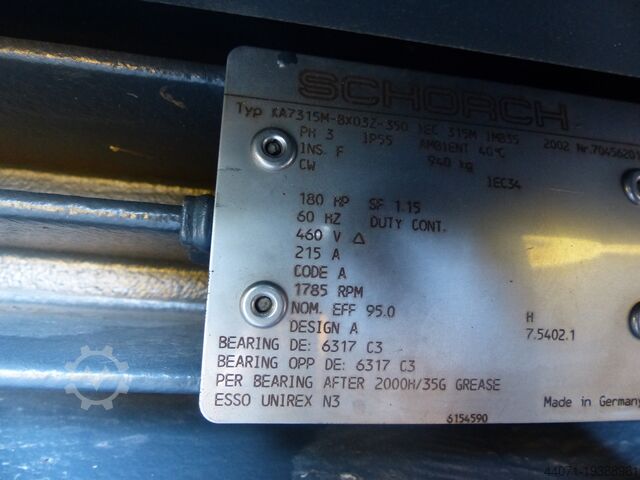 SCHORCH
Typ KA7315M-BX03Z-350 IEC 315M IMB35 2002 Nr.7045620
PH 3 IP55 AMBIENT 40°C
INS. F 940 kg
CW IEC34
180 HP SF 1.15
60 HZ DUTY CONT.
460 V Δ
215 A
CODE A
1785 RPM
NOM. EFF 95.0 H
DESIGN A 7.5402.1
BEARING DE: 6317 C3
BEARING OPP DE: 6317 C3
PER BEARING AFTER 2000H/35G GREASE
ESSO UNIREX N3 Made in Germany
6154590
44071-19388981